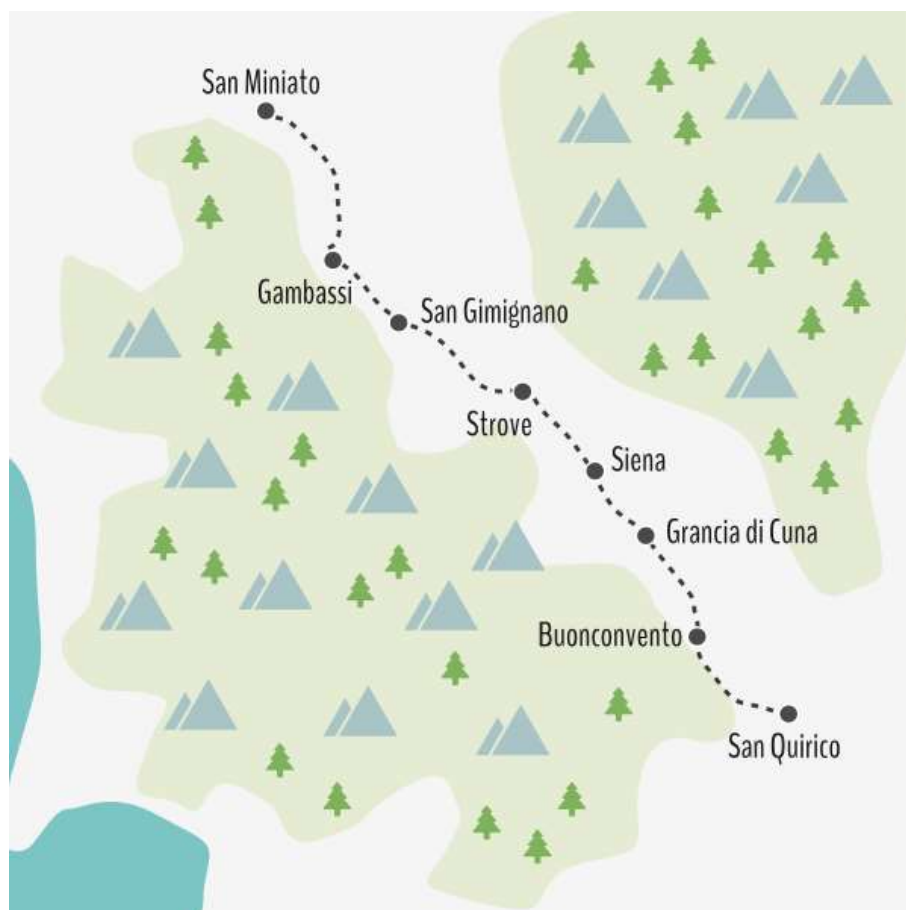 San Miniato
Gambassi
San Gimignano
Strove
Siena
Grancia di Cuna
Buonconvento
San Quirico